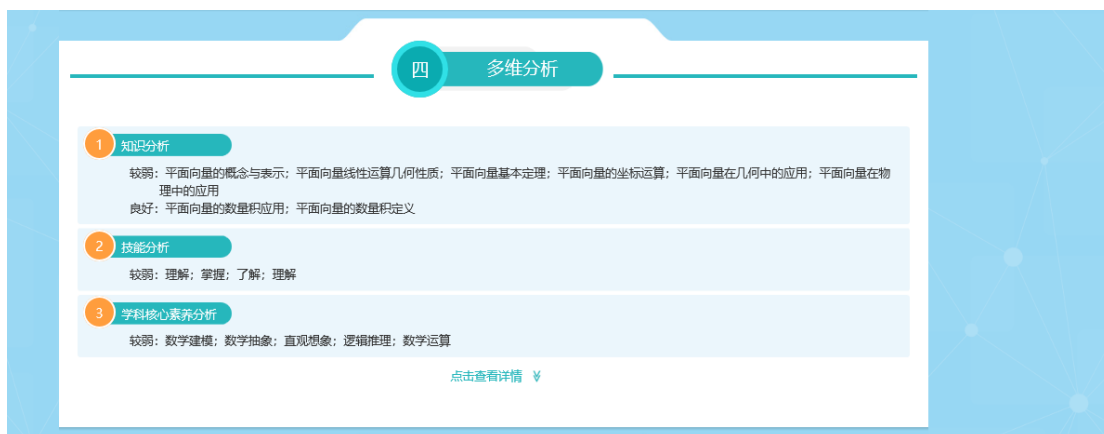 四 多维分析
1 知识分析
较弱：平面向量的概念与表示；平面向量线性运算几何性质；平面向量基本定理；平面向量的坐标运算；平面向量在几何中的应用；平面向量在物
理中的应用
良好：平面向量的数量积应用；平面向量的数量积定义
2 技能分析
较弱：理解；掌握；了解；理解
3 学科核心素养分析
较弱：数学建模；数学抽象；直观想象；逻辑推理；数学运算
点击查看详情